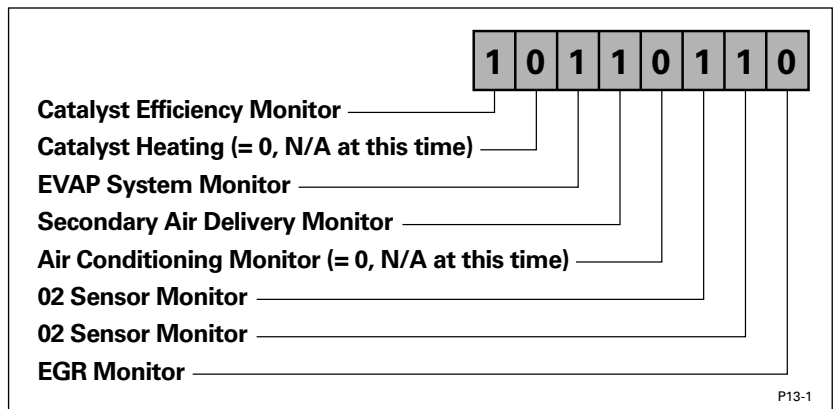 1 0 1 1 0 1 1 0
Catalyst Efficiency Monitor
Catalyst Heating (= 0, N/A at this time)
EVAP System Monitor
Secondary Air Delivery Monitor
Air Conditioning Monitor (= 0, N/A at this time)
02 Sensor Monitor
02 Sensor Monitor
EGR Monitor
P13-1